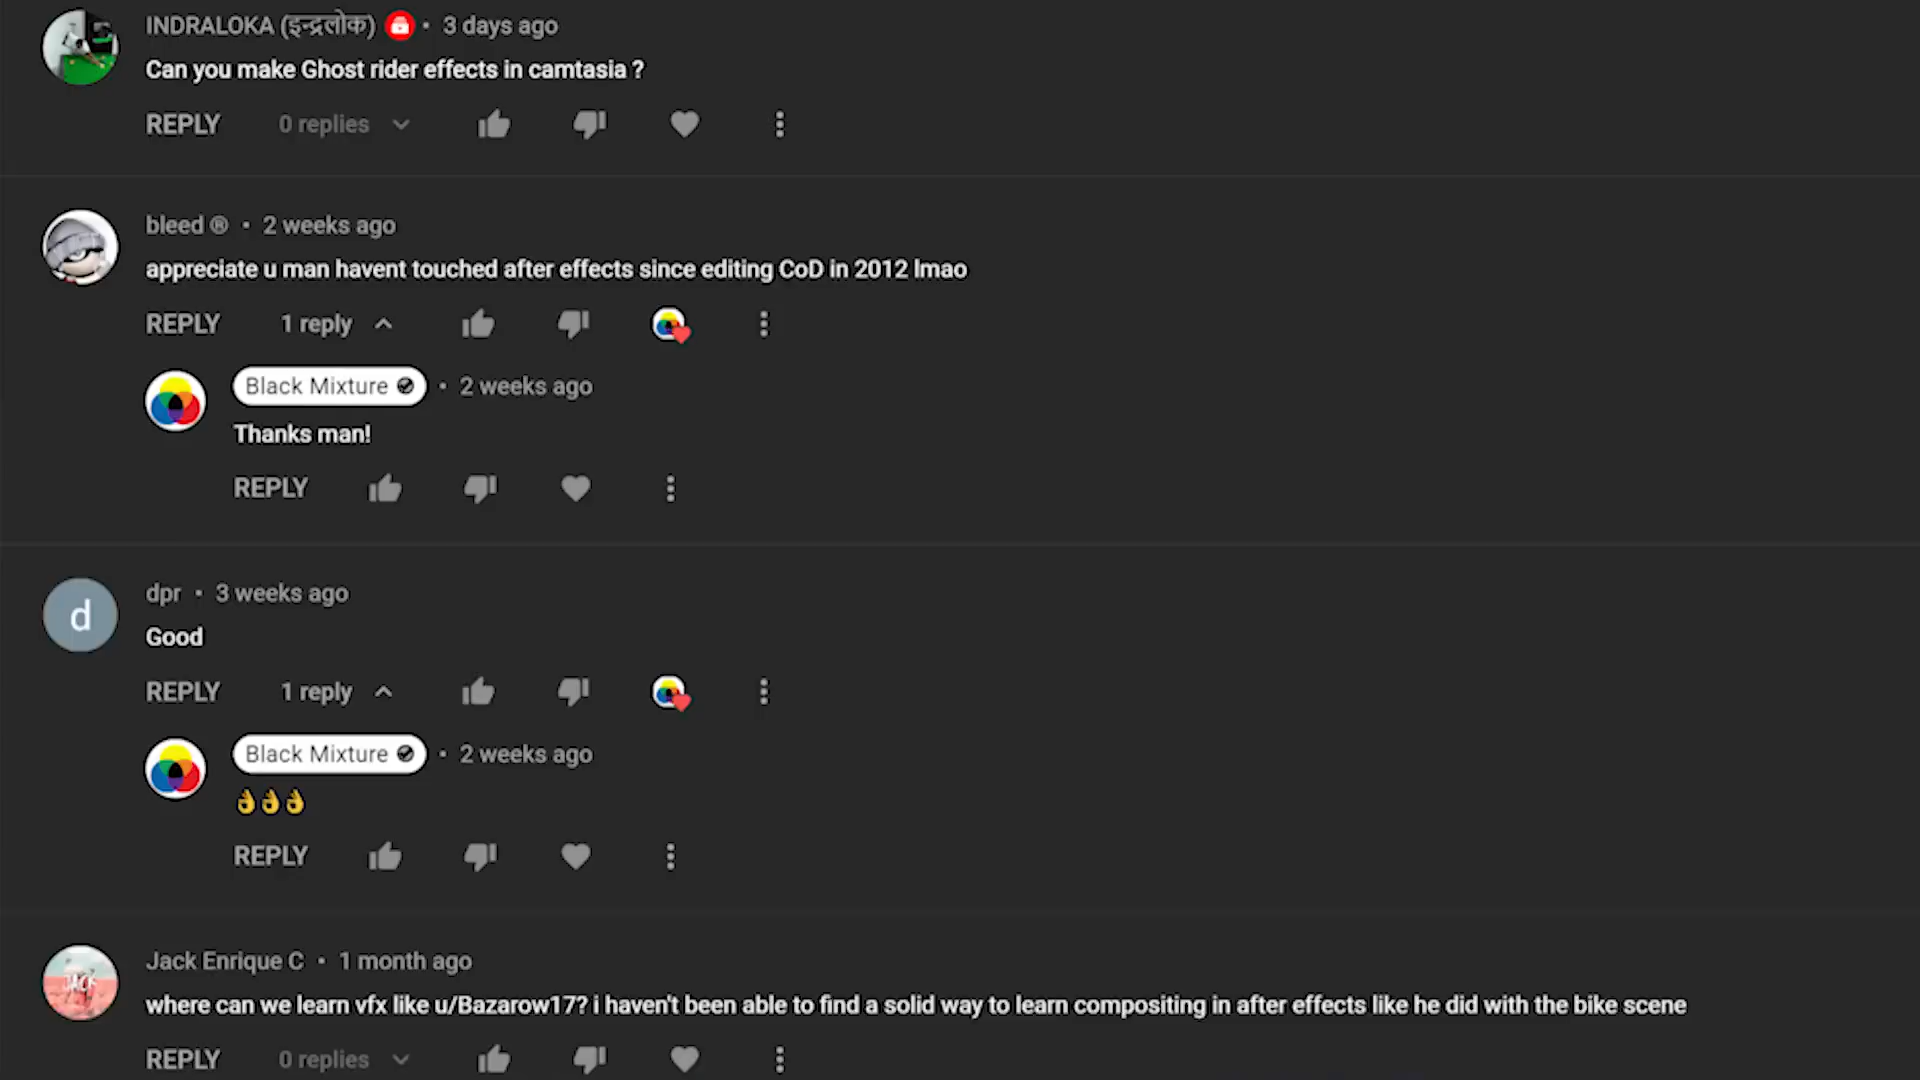 INDRALOKA (इन्द्रलोक) • 3 days ago
Can you make Ghost rider effects in camtasia ?
REPLY 0 replies
bleed ® • 2 weeks ago
appreciate u man havent touched after effects since editing CoD in 2012 lmao
REPLY 1 reply
Black Mixture • 2 weeks ago
Thanks man!
REPLY
d
dpr • 3 weeks ago
Good
REPLY 1 reply
Black Mixture • 2 weeks ago
👌👌👌
REPLY
JACK
Jack Enrique C • 1 month ago
where can we learn vfx like u/Bazarow17? i haven't been able to find a solid way to learn compositing in after effects like he did with the bike scene
REPLY 0 replies